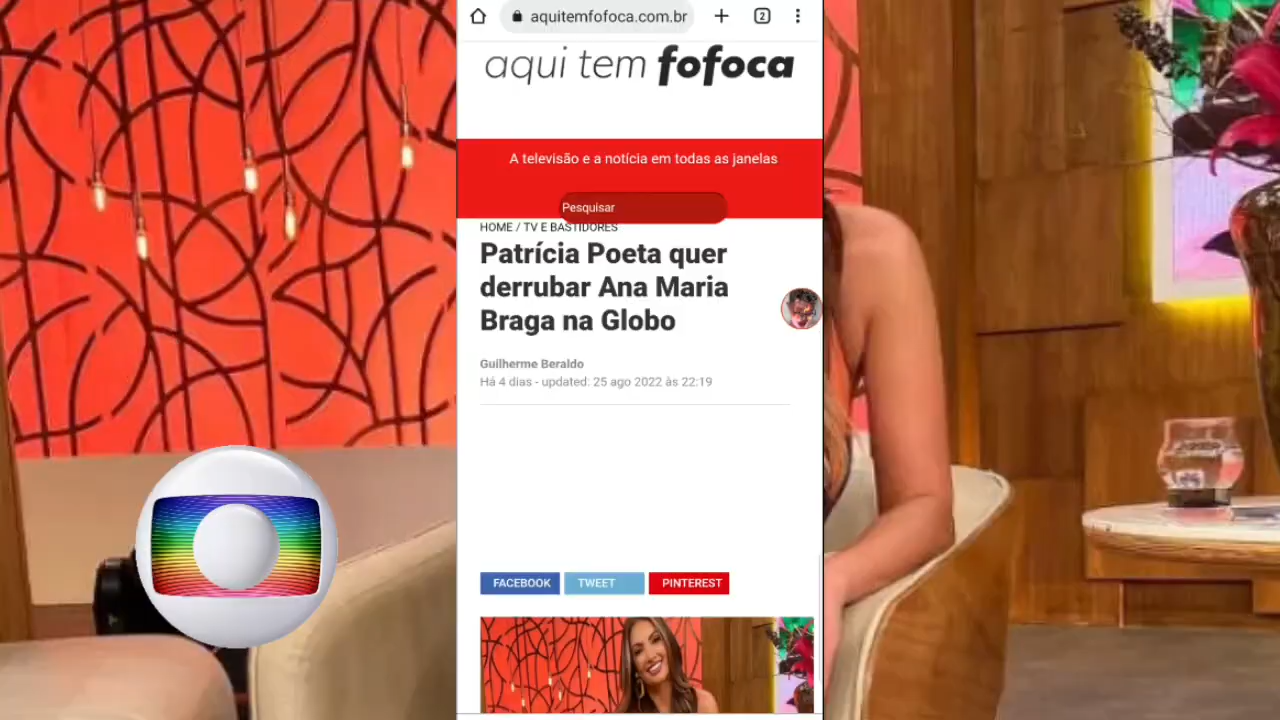 aquitemfofoca.com.br
2
aqui tem fofoca
A televisão e a notícia em todas as janelas
Pesquisar
HOME / TV E BASTIDORES
Patrícia Poeta quer
derrubar Ana Maria
Braga na Globo
Guilherme Beraldo
Há 4 dias - updated: 25 ago 2022 às 22:19
FACEBOOK
TWEET
PINTEREST